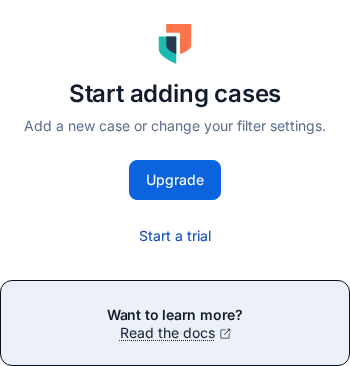 Start adding cases
Add a new case or change your filter settings.
Upgrade
Start a trial
Want to learn more?
Read the docs